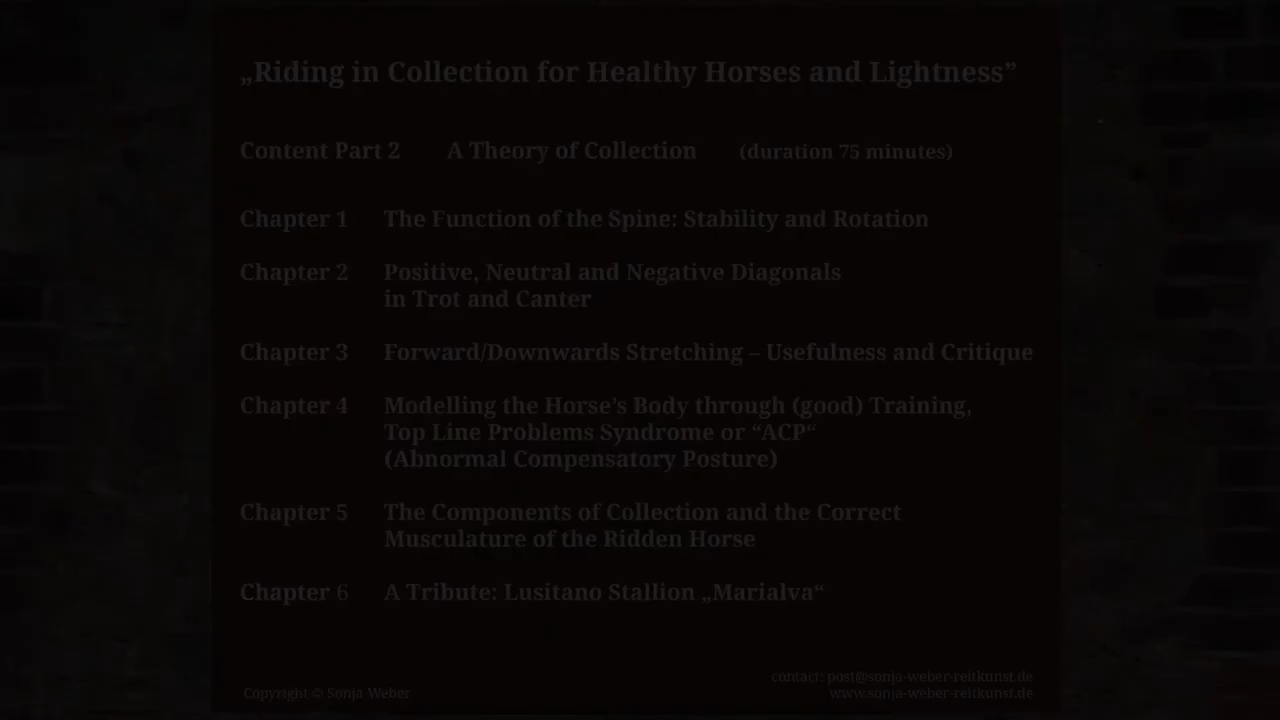 „Riding in Collection for Healthy Horses and Lightness”
Content Part 2 A Theory of Collection (duration 75 minutes)
Chapter 1 The Function of the Spine: Stability and Rotation
Chapter 2 Positive, Neutral and Negative Diagonals
in Trot and Canter
Chapter 3 Forward/Downwards Stretching – Usefulness and Critique
Chapter 4 Modelling the Horse’s Body through (good) Training,
Top Line Problems Syndrome or “ACP“
(Abnormal Compensatory Posture)
Chapter 5 The Components of Collection and the Correct
Musculature of the Ridden Horse
Chapter 6 A Tribute: Lusitano Stallion „Marialva“
contact: post@sonja-weber-reitkunst.de
Copyright © Sonja Weber www.sonja-weber-reitkunst.de